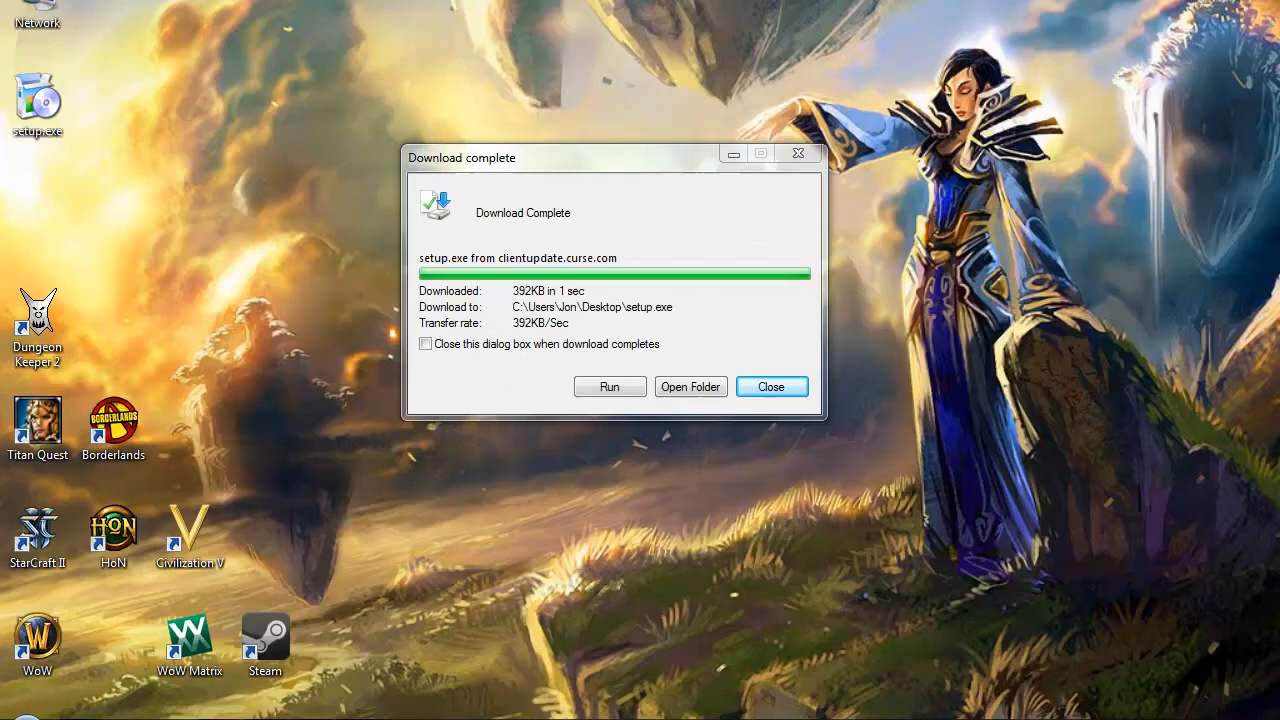 Network
setup.exe
Download complete
Download Complete
setup.exe from clientupdate.curse.com
Downloaded: 392KB in 1 sec
Download to: C:\Users\Jon\Desktop\setup.exe
Transfer rate: 392KB/Sec
Close this dialog box when download completes
Run Open Folder Close
Dungeon
Keeper 2
BORDERLANDS
Titan Quest Borderlands
HON
StarCraft II HoN Civilization V
W
WoW WoW Matrix Steam